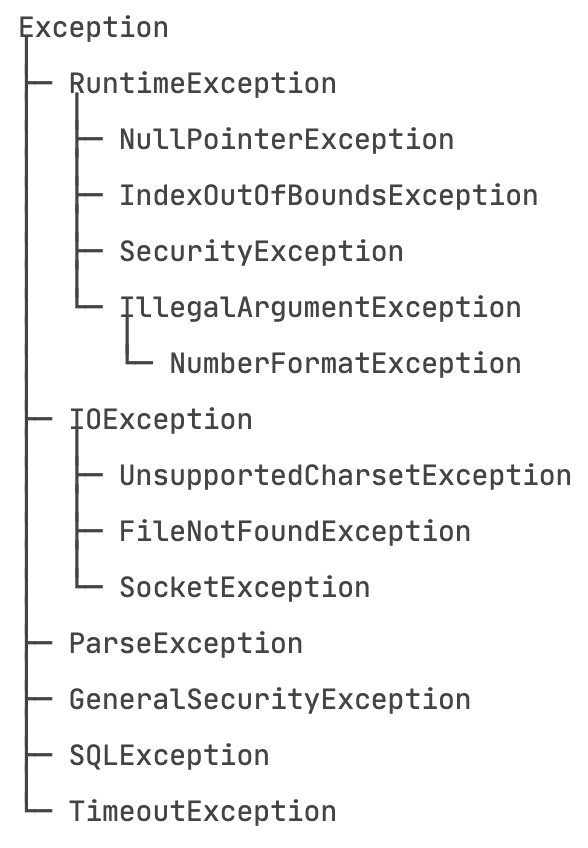 Exception
├─ RuntimeException
├─ NullPointerException
├─ IndexOutOfBoundsException
├─ SecurityException
└─ IllegalArgumentException
└─ NumberFormatException
├─ IOException
├─ UnsupportedCharsetException
├─ FileNotFoundException
└─ SocketException
├─ ParseException
├─ GeneralSecurityException
├─ SQLException
└─ TimeoutException